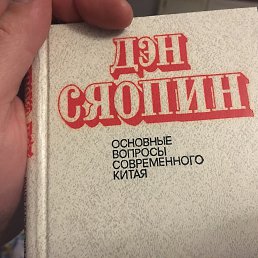 ДЭН
СЯОПИН
ОСНОВНЫЕ
ВОПРОСЫ
СОВРЕМЕННОГО
КИТАЯ